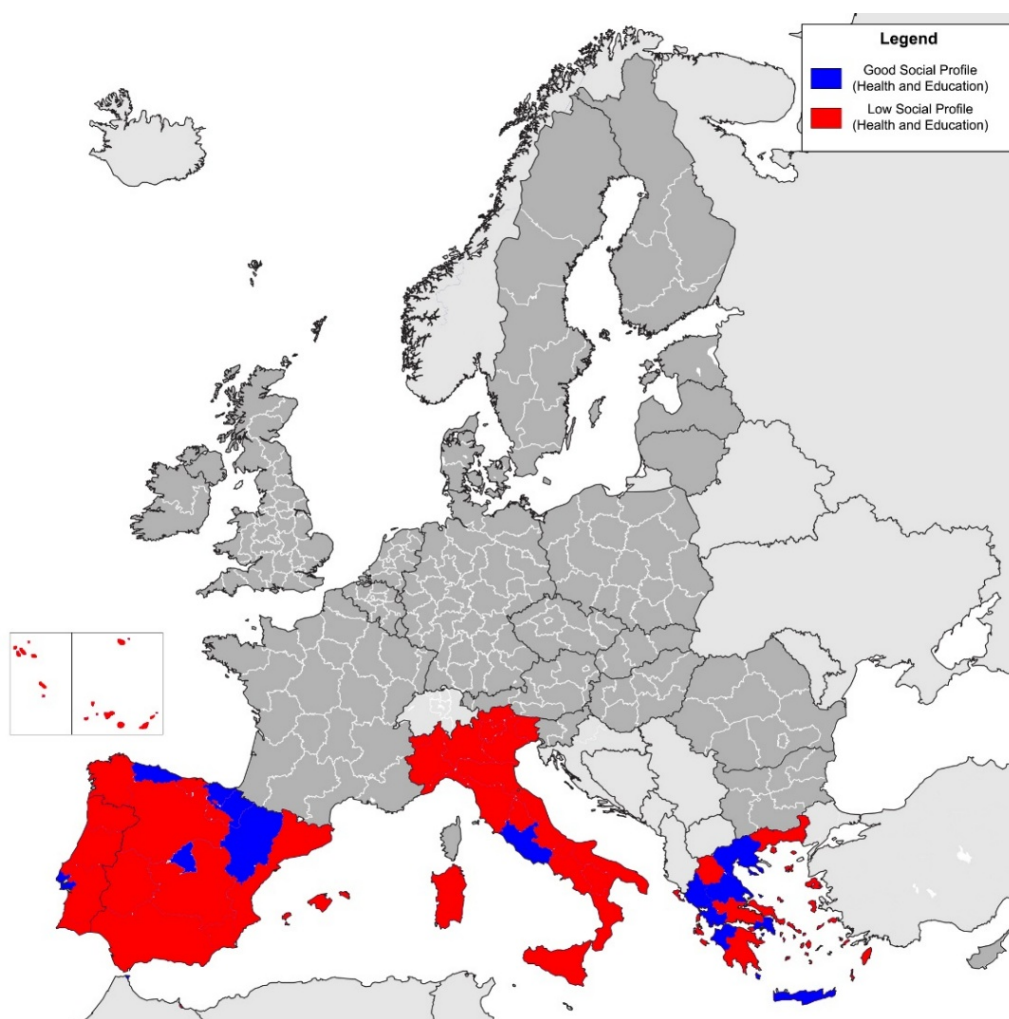 Legend
Good Social Profile
(Health and Education)
Low Social Profile
(Health and Education)